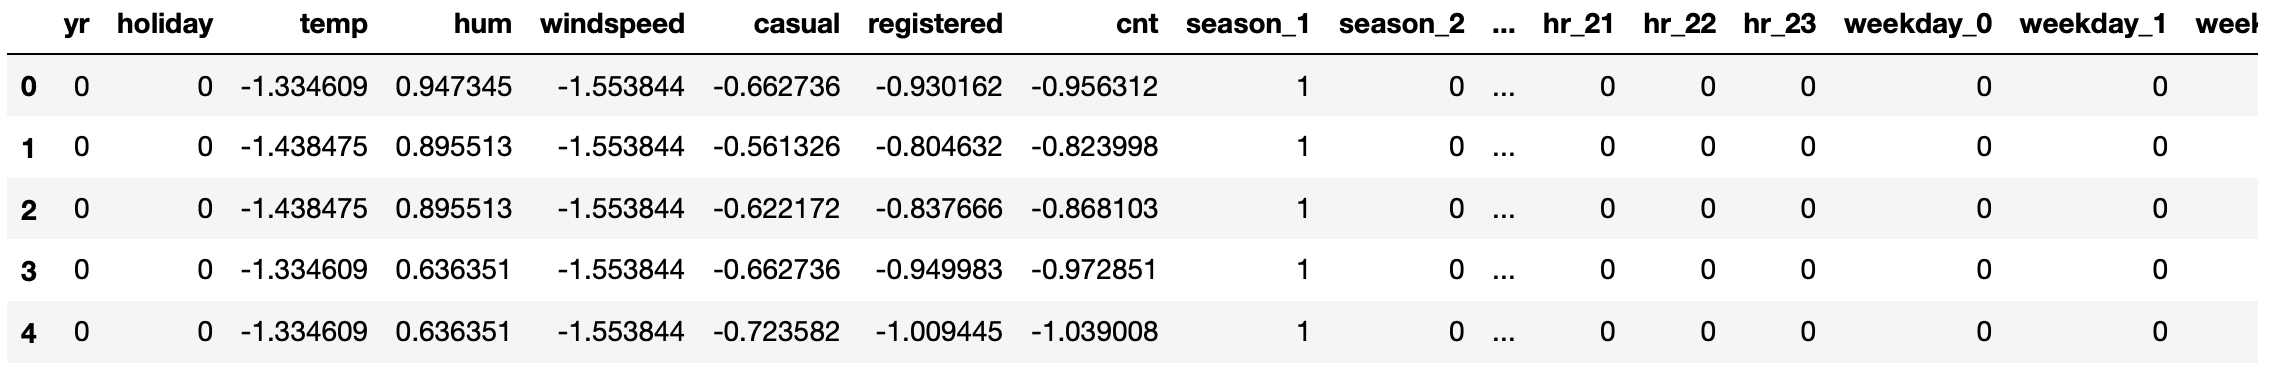 yr holiday temp hum windspeed casual registered cnt season_1 season_2 ... hr_21 hr_22 hr_23 weekday_0 weekday_1 week
0 0 0 -1.334609 0.947345 -1.553844 -0.662736 -0.930162 -0.956312 1 0 ... 0 0 0 0 0
1 0 0 -1.438475 0.895513 -1.553844 -0.561326 -0.804632 -0.823998 1 0 ... 0 0 0 0 0
2 0 0 -1.438475 0.895513 -1.553844 -0.622172 -0.837666 -0.868103 1 0 ... 0 0 0 0 0
3 0 0 -1.334609 0.636351 -1.553844 -0.662736 -0.949983 -0.972851 1 0 ... 0 0 0 0 0
4 0 0 -1.334609 0.636351 -1.553844 -0.723582 -1.009445 -1.039008 1 0 ... 0 0 0 0 0